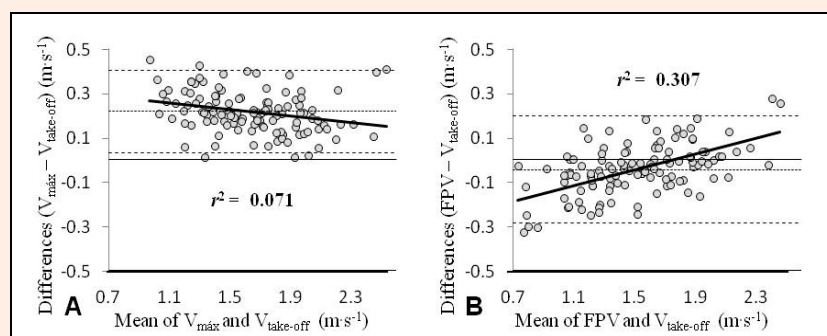 Differences (Vmáx – Vtake-off) (m·s-1)
0.5
0.3
0.1
-0.1
-0.3
-0.5
r2 = 0.071
A
0.7 1.1 1.5 1.9 2.3
Mean of Vmáx and Vtake-off (m·s-1)
Differences (FPV – Vtake-off) (m·s-1)
0.5
0.3
0.1
-0.1
-0.3
-0.5
r2 = 0.307
B
0.7 1.1 1.5 1.9 2.3
Mean of FPV and Vtake-off (m·s-1)